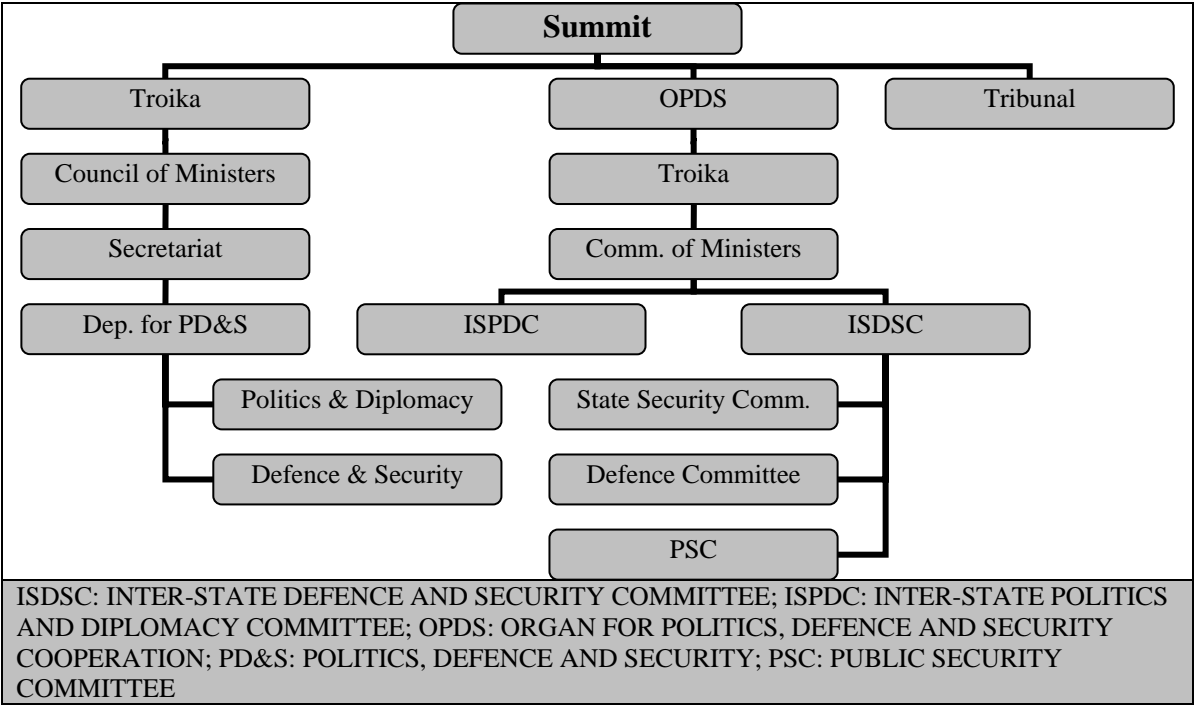 Summit
Troika
OPDS
Tribunal
Council of Ministers
Troika
Secretariat
Comm. of Ministers
Dep. for PD&S
ISPDC
ISDSC
Politics & Diplomacy
State Security Comm.
Defence & Security
Defence Committee
PSC
ISDSC: INTER-STATE DEFENCE AND SECURITY COMMITTEE; ISPDC: INTER-STATE POLITICS
AND DIPLOMACY COMMITTEE; OPDS: ORGAN FOR POLITICS, DEFENCE AND SECURITY
COOPERATION; PD&S: POLITICS, DEFENCE AND SECURITY; PSC: PUBLIC SECURITY
COMMITTEE